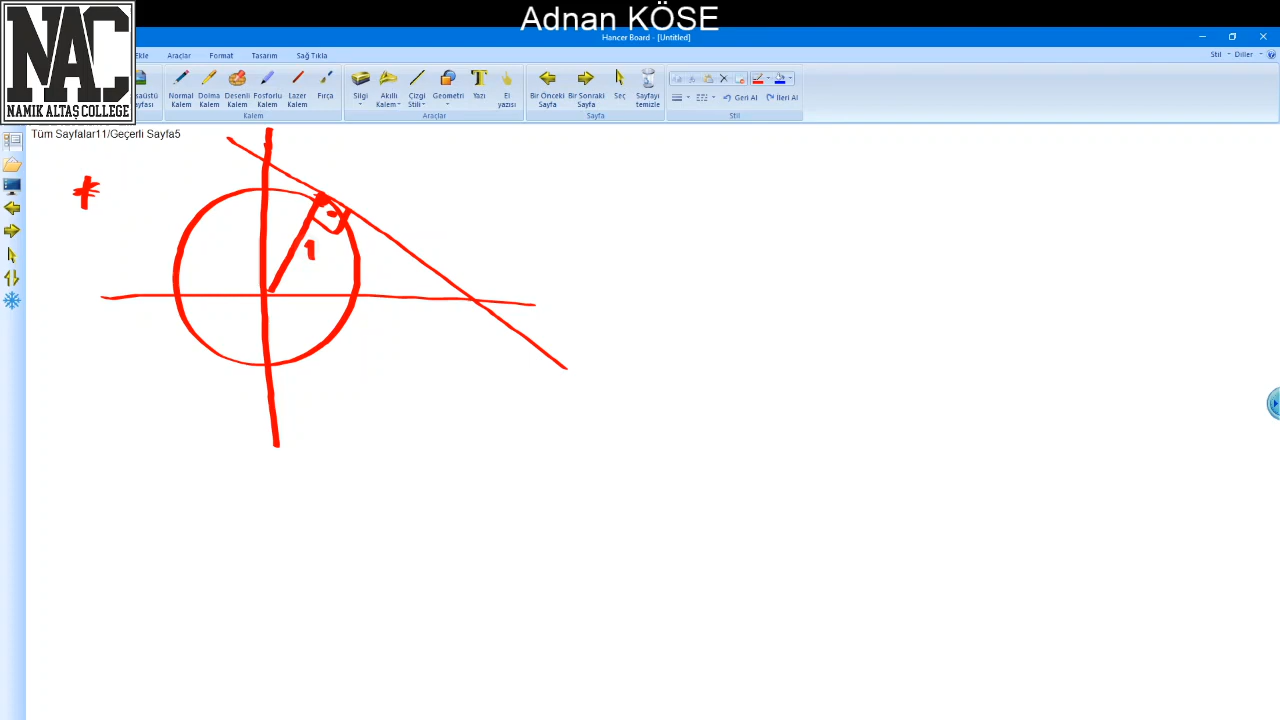 Adnan KÖSE
NAC
NAMIK ALTAŞ COLLEGE
Hancer Board - [Untitled]
Ekle Araçlar Format Tasarım Sağ Tıkla
Stil Diller
Normal Kalem
Dolma Kalem
Desenli Kalem
Fosforlu Kalem
Lazer Kalem
Fırça
Silgi
Akıllı Kalem
Çizgi Stili
Geometri
Yazı
El yazısı
Bir Önceki Sayfa
Bir Sonraki Sayfa
Seç
Sayfayı temizle
Geri Al
İleri Al
Kalem
Araçlar
Sayfa
Stil
Tüm Sayfalar11/Geçerli Sayfa5
*
1